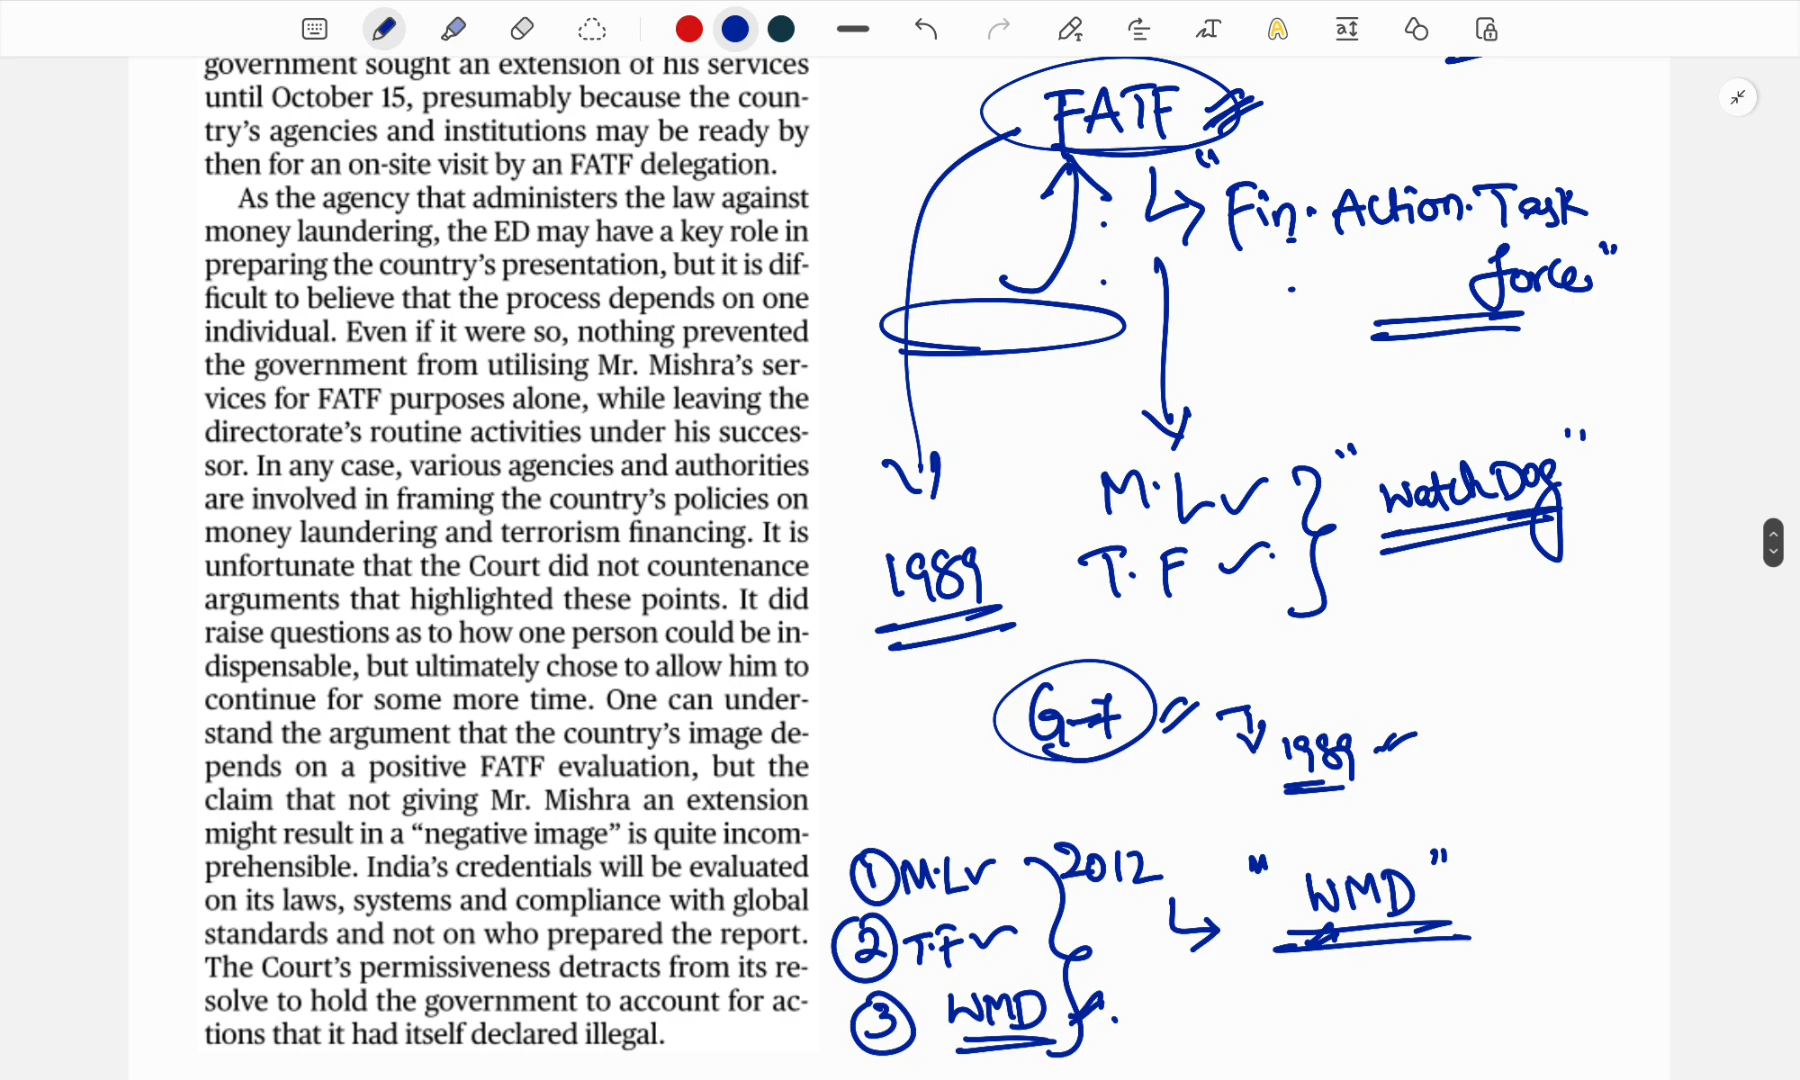 government sought an extension of his services
until October 15, presumably because the coun-
try's agencies and institutions may be ready by
then for an on-site visit by an FATF delegation.
As the agency that administers the law against
money laundering, the ED may have a key role in
preparing the country's presentation, but it is dif-
ficult to believe that the process depends on one
individual. Even if it were so, nothing prevented
the government from utilising Mr. Mishra's ser-
vices for FATF purposes alone, while leaving the
directorate's routine activities under his succes-
sor. In any case, various agencies and authorities
are involved in framing the country's policies on
money laundering and terrorism financing. It is
unfortunate that the Court did not countenance
arguments that highlighted these points. It did
raise questions as to how one person could be in-
dispensable, but ultimately chose to allow him to
continue for some more time. One can under-
stand the argument that the country's image de-
pends on a positive FATF evaluation, but the
claim that not giving Mr. Mishra an extension
might result in a “negative image” is quite incom-
prehensible. India's credentials will be evaluated
on its laws, systems and compliance with global
standards and not on who prepared the report.
The Court's permissiveness detracts from its re-
solve to hold the government to account for ac-
tions that it had itself declared illegal.
FATF
"Fin. Action. Task
force"
M.L
T.F
"WatchDog"
1989
G-7
1989
① M.L
② T.F
③ WMD
2012
"WMD"